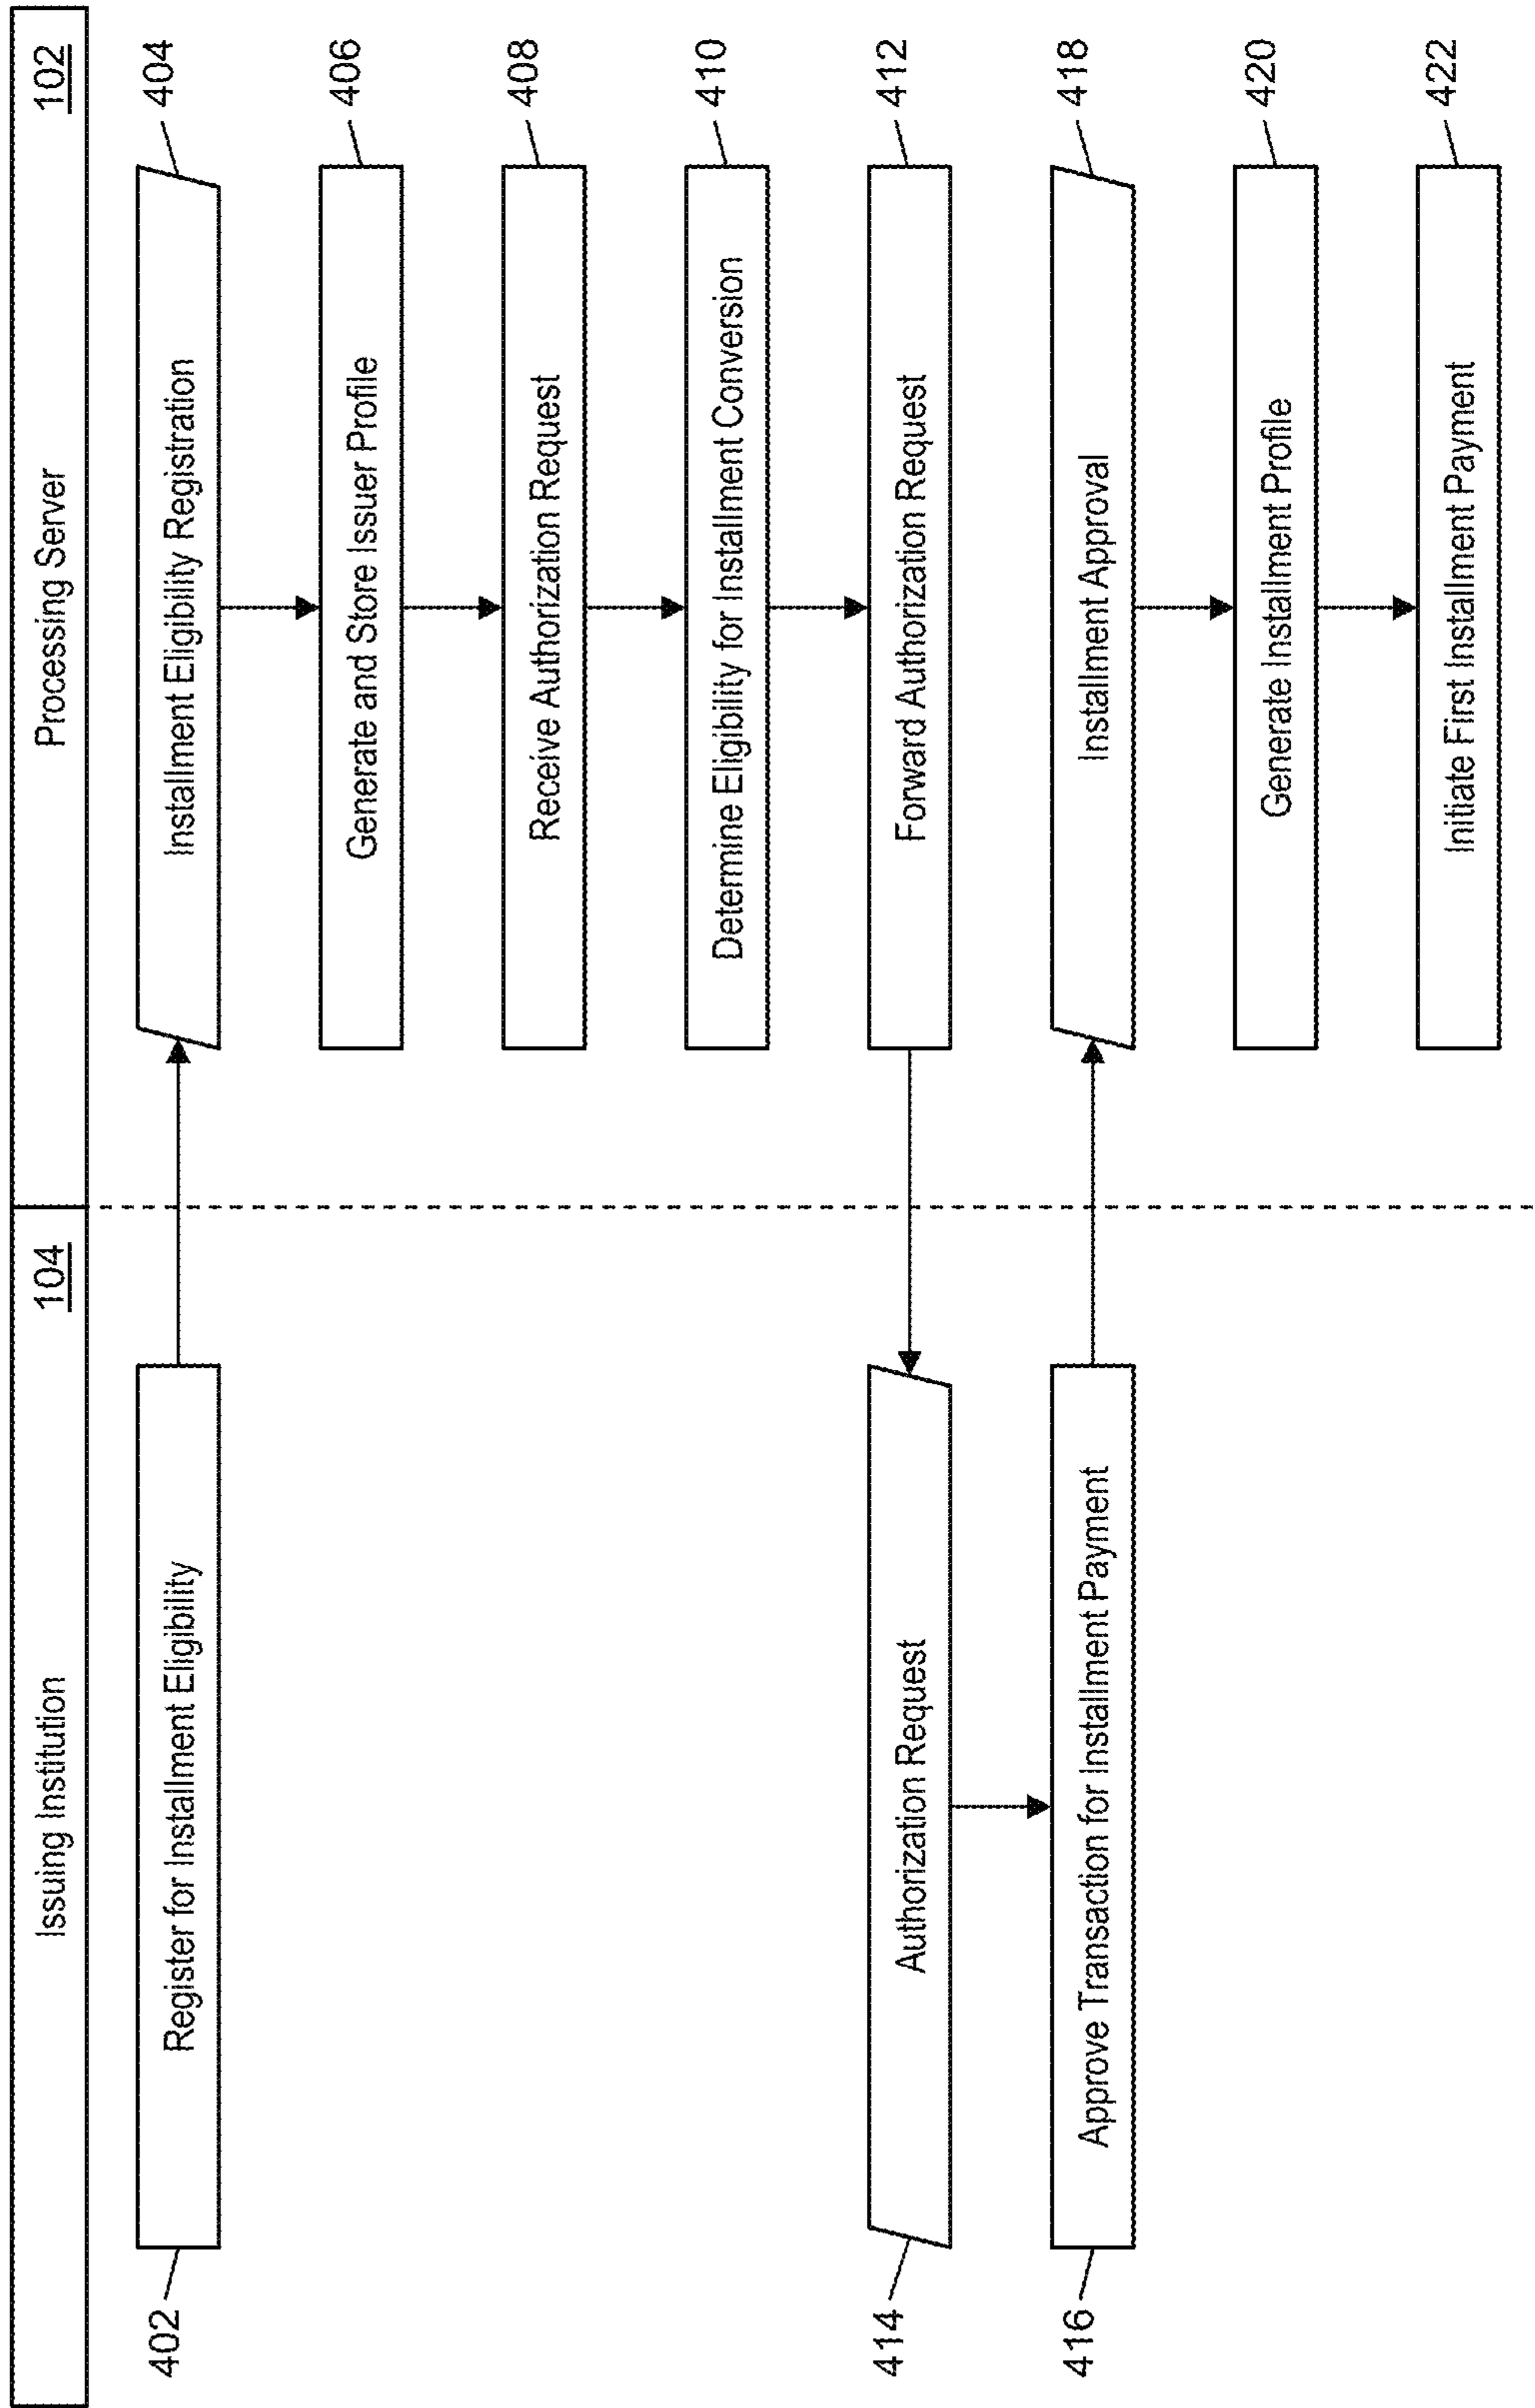 Issuing Institution
104
Processing Server
102
402
Register for Installment Eligibility
Installment Eligibility Registration
404
Generate and Store Issuer Profile
406
Receive Authorization Request
408
Determine Eligibility for Installment Conversion
410
Forward Authorization Request
412
414
Authorization Request
416
Approve Transaction for Installment Payment
Installment Approval
418
Generate Installment Profile
420
Initiate First Installment Payment
422